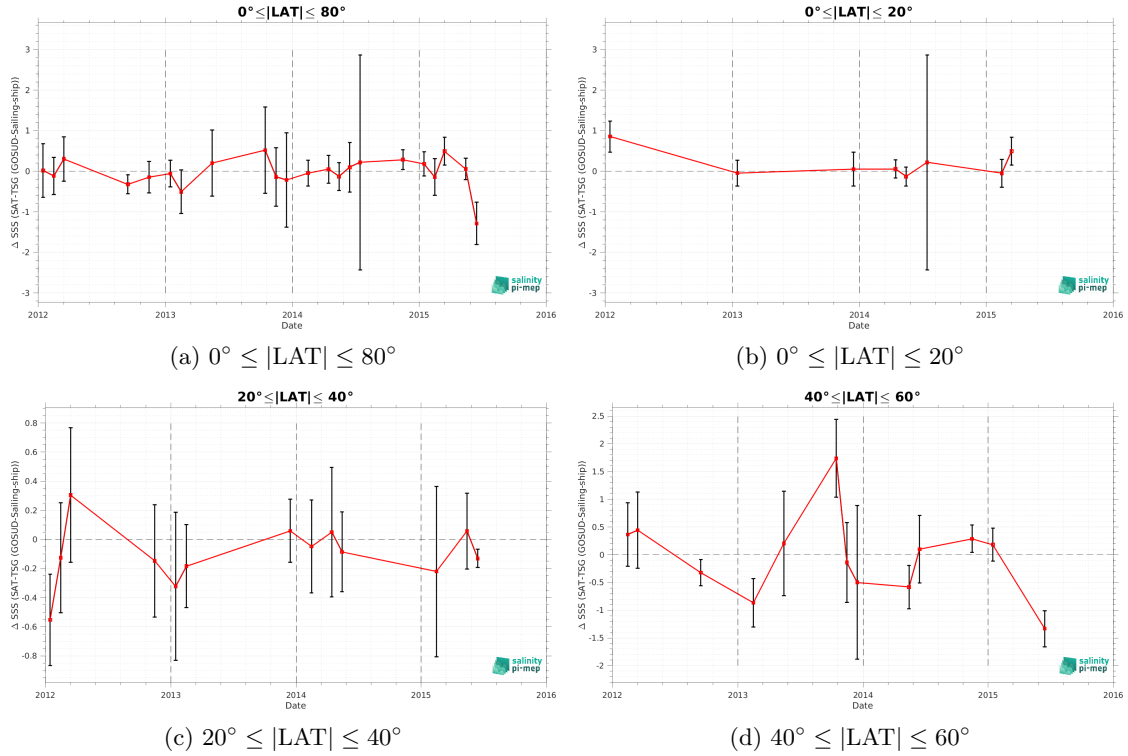 0°≤|LAT|≤ 80°
Δ SSS (SAT-TSG (GOSUD-Sailing-ship))
3
2
1
0
-1
-2
-3
2012
2013
2014
2015
2016
Date
salinity
pi-mep
(a) 0° ≤ |LAT| ≤ 80°
0°≤|LAT|≤ 20°
Δ SSS (SAT-TSG (GOSUD-Sailing-ship))
3
2
1
0
-1
-2
-3
2012
2013
2014
2015
2016
Date
salinity
pi-mep
(b) 0° ≤ |LAT| ≤ 20°
20°≤|LAT|≤ 40°
Δ SSS (SAT-TSG (GOSUD-Sailing-ship))
0.8
0.6
0.4
0.2
0
-0.2
-0.4
-0.6
-0.8
2012
2013
2014
2015
2016
Date
salinity
pi-mep
(c) 20° ≤ |LAT| ≤ 40°
40°≤|LAT|≤ 60°
Δ SSS (SAT-TSG (GOSUD-Sailing-ship))
2.5
2
1.5
1
0.5
0
-0.5
-1
-1.5
-2
2012
2013
2014
2015
2016
Date
salinity
pi-mep
(d) 40° ≤ |LAT| ≤ 60°